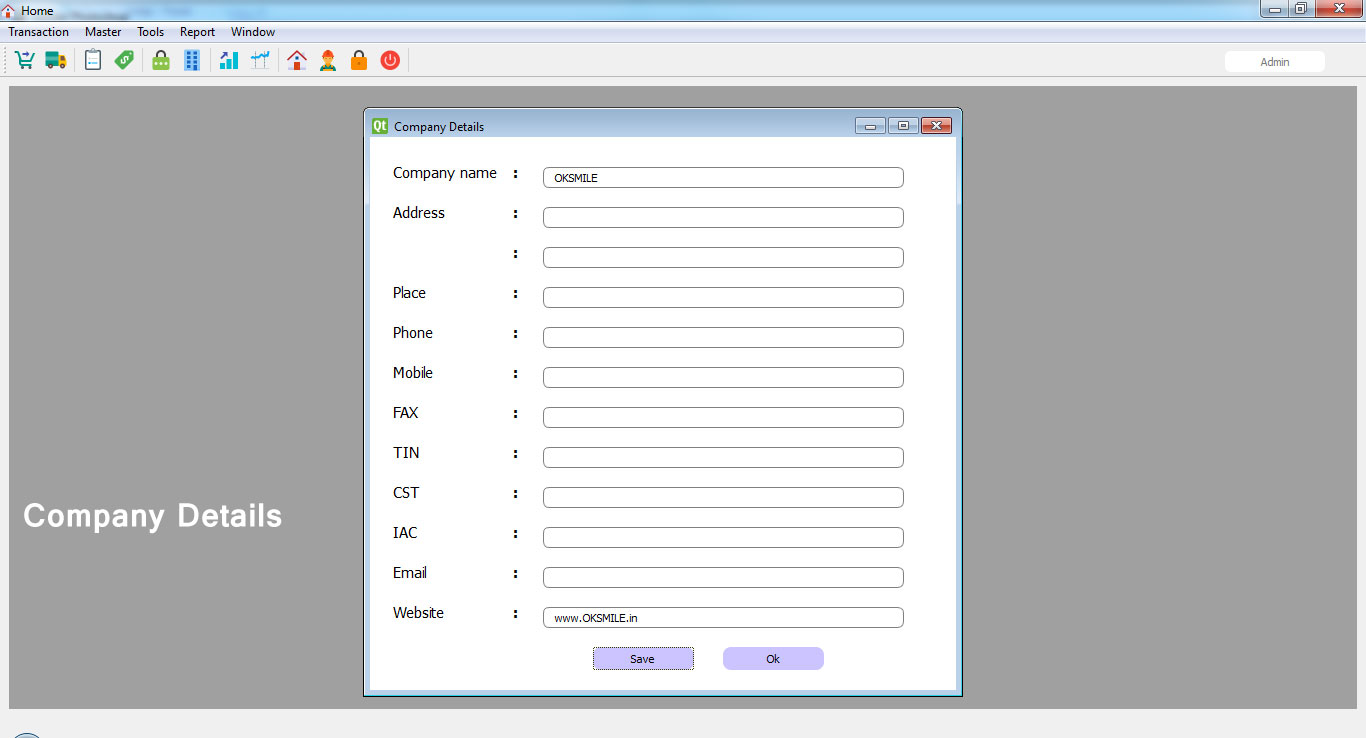 Home
Transaction Master Tools Report Window
Admin
Qt Company Details
Company name : OKSMILE
Address :
:
Place :
Phone :
Mobile :
FAX :
TIN :
CST :
IAC :
Email :
Website : www.OKSMILE.in
Save Ok
Company Details